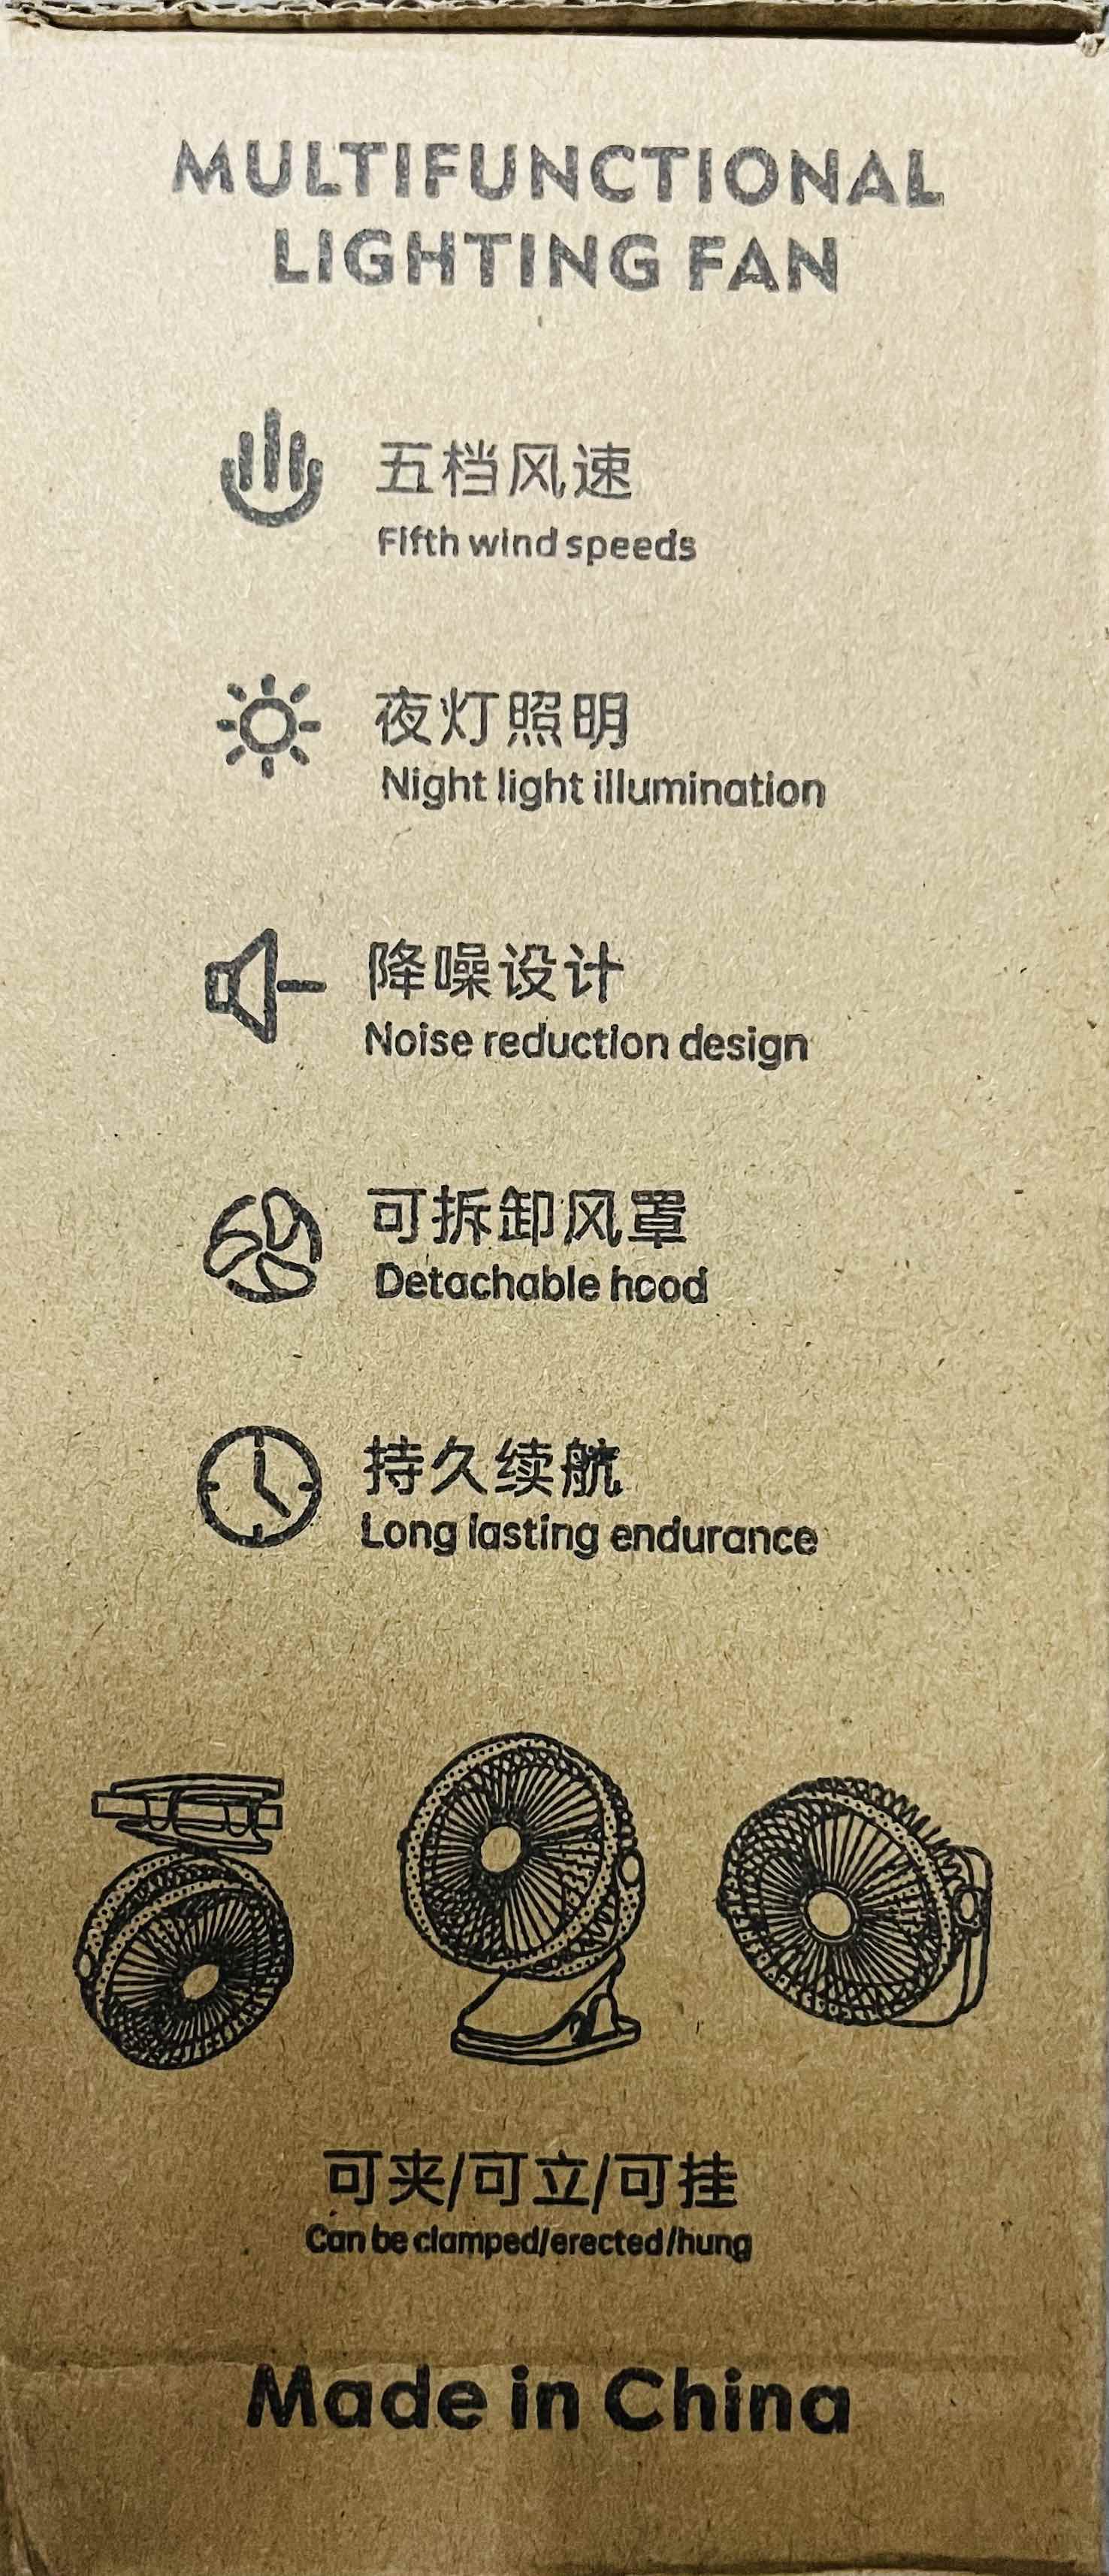 MULTIFUNCTIONAL
LIGHTING FAN
五档风速
Fifth wind speeds
夜灯照明
Night light illumination
降噪设计
Noise reduction design
可拆卸风罩
Detachable hood
持久续航
Long lasting endurance
可夹/可立/可挂
Can be clamped/erected/hung
Made in China